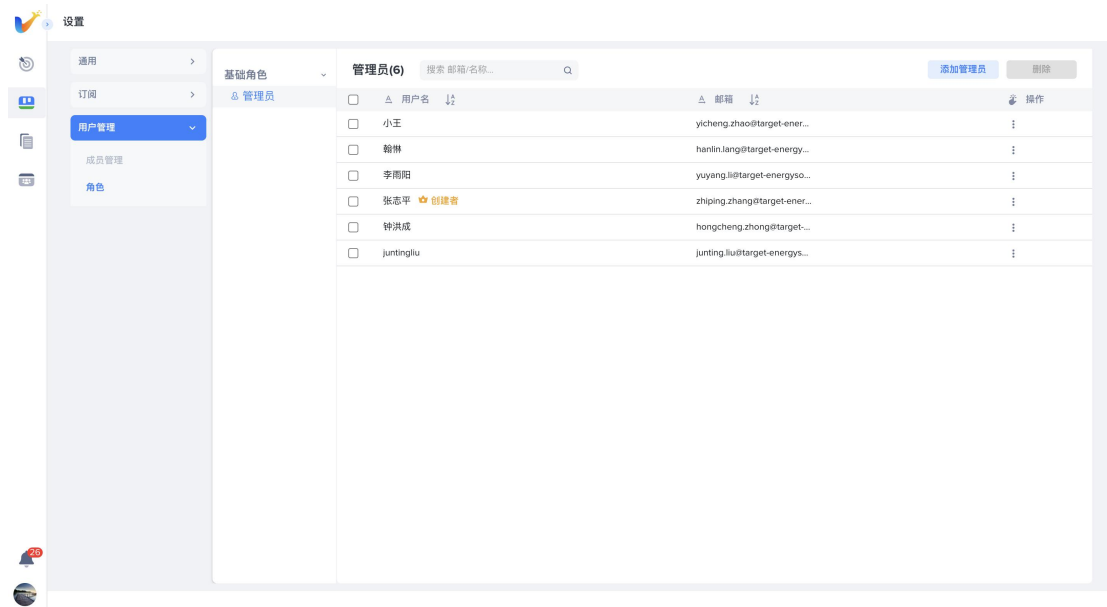 设置
通用
订阅
用户管理
成员管理
角色
基础角色
管理员
管理员(6) 搜索 邮箱/名称... 添加管理员 删除
用户名 邮箱 操作
小王 yicheng.zhao@target-ener...
翰惏 hanlin.lang@target-energy...
李雨阳 yuyang.li@target-energyso...
张志平 创建者 zhiping.zhang@target-ener...
钟洪成 hongcheng.zhong@target-...
juntingliu junting.liu@target-energys...
26